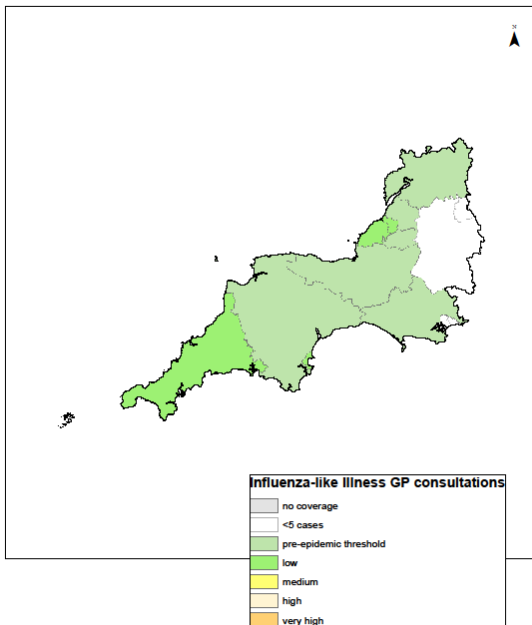 N
Influenza-like Illness GP consultations
no coverage
<5 cases
pre-epidemic threshold
low
medium
high
very high